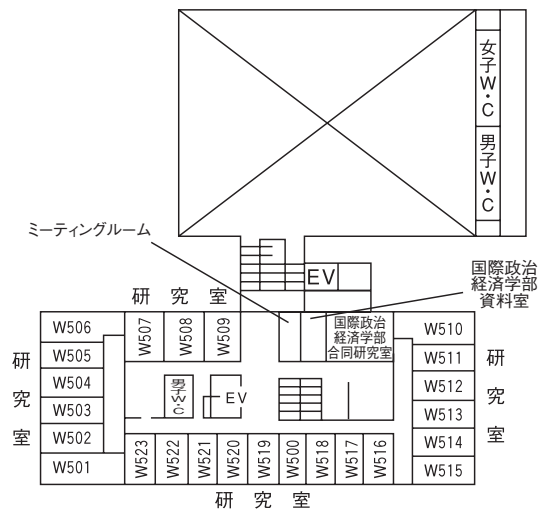 女子W・C
男子W・C
ミーティングルーム
EV
国際政治
経済学部
資料室
研究室
W506
W505
W504
W503
W502
W501
研究室
W507
W508
W509
国際政治
経済学部
合同研究室
W510
W511
W512
W513
W514
W515
研究室
男子W・C
EV
W523
W522
W521
W520
W519
W500
W518
W517
W516
研究室